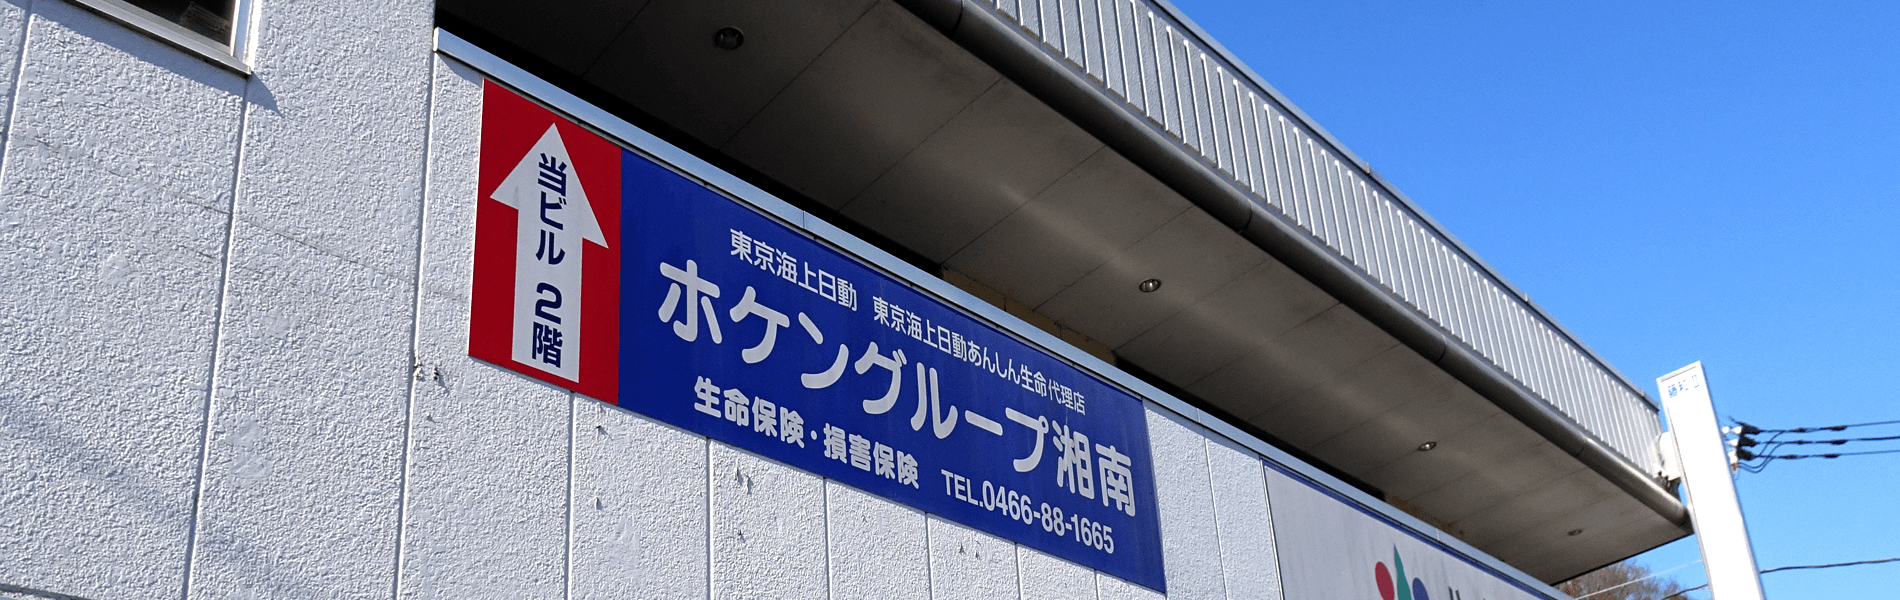 当ビル 2階
東京海上日動 東京海上日動あんしん生命代理店
ホケングループ湘南
生命保険・損害保険 TEL.0466-88-1665